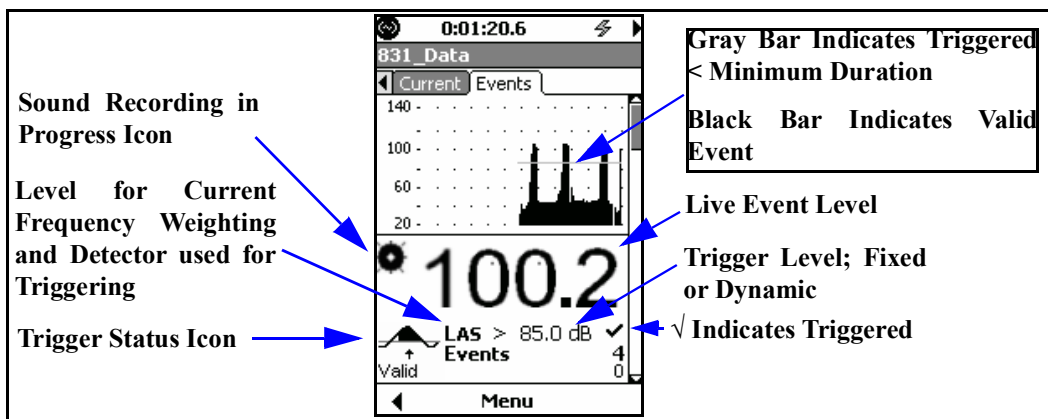 0:01:20.6
831_Data
Current Events
140
100
60
20
100.2
LAS > 85.0 dB ✓
Events 4
Valid 0
Menu
Sound Recording in
Progress Icon
Level for Current
Frequency Weighting
and Detector used for
Triggering
Trigger Status Icon
Gray Bar Indicates Triggered
< Minimum Duration
Black Bar Indicates Valid
Event
Live Event Level
Trigger Level; Fixed
or Dynamic
√ Indicates Triggered